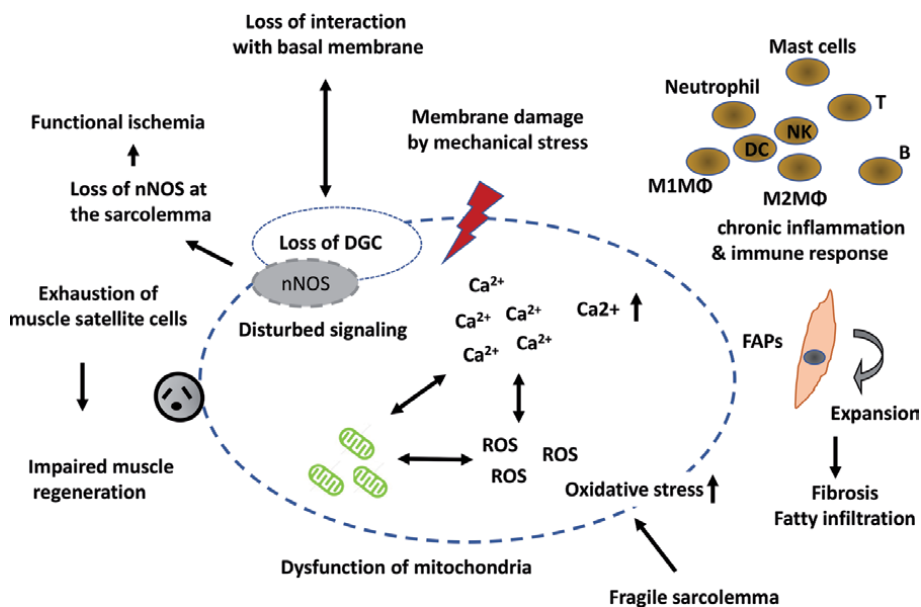 Loss of interaction
with basal membrane
Mast cells
Neutrophil
T
NK
DC
B
M1MΦ
M2MΦ
chronic inflammation
& immune response
Membrane damage
by mechanical stress
Functional ischemia
Loss of nNOS at
the sarcolemma
Loss of DGC
nNOS
Disturbed signaling
Exhaustion of
muscle satellite cells
Impaired muscle
regeneration
Ca²⁺
Ca²⁺ Ca²⁺
Ca²⁺ Ca²⁺
Ca2+
FAPs
Expansion
Fibrosis
Fatty infiltration
ROS
ROS
ROS
Oxidative stress
Dysfunction of mitochondria
Fragile sarcolemma